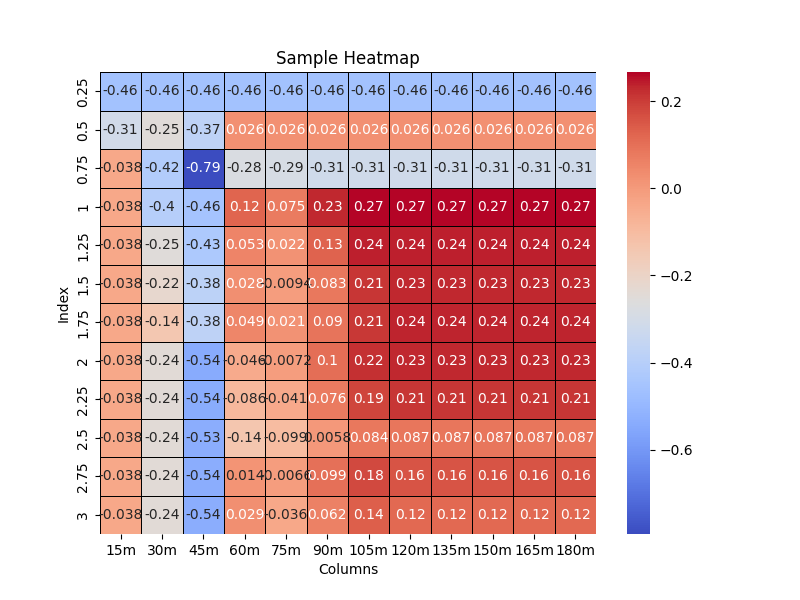 Sample Heatmap
0.25 -0.46 -0.46 -0.46 -0.46 -0.46 -0.46 -0.46 -0.46 -0.46 -0.46 -0.46 -0.46
0.5 -0.31 -0.25 -0.37 0.026 0.026 0.026 0.026 0.026 0.026 0.026 0.026 0.026
0.75 -0.038 -0.42 -0.79 -0.28 -0.29 -0.31 -0.31 -0.31 -0.31 -0.31 -0.31 -0.31
1 -0.038 -0.4 -0.46 0.12 0.075 0.23 0.27 0.27 0.27 0.27 0.27 0.27
1.25 -0.038 -0.25 -0.43 0.053 0.022 0.13 0.24 0.24 0.24 0.24 0.24 0.24
1.5 -0.038 -0.22 -0.38 0.028 -0.0094 0.083 0.21 0.23 0.23 0.23 0.23 0.23
1.75 -0.038 -0.14 -0.38 0.049 0.021 0.09 0.21 0.24 0.24 0.24 0.24 0.24
2 -0.038 -0.24 -0.54 -0.046 -0.0072 0.1 0.22 0.23 0.23 0.23 0.23 0.23
2.25 -0.038 -0.24 -0.54 -0.086 -0.041 0.076 0.19 0.21 0.21 0.21 0.21 0.21
2.5 -0.038 -0.24 -0.53 -0.14 -0.099 0.0058 0.084 0.087 0.087 0.087 0.087 0.087
2.75 -0.038 -0.24 -0.54 0.014 0.0066 0.099 0.18 0.16 0.16 0.16 0.16 0.16
3 -0.038 -0.24 -0.54 0.029 -0.036 0.062 0.14 0.12 0.12 0.12 0.12 0.12
15m 30m 45m 60m 75m 90m 105m 120m 135m 150m 165m 180m
Columns
Index
0.2
0.0
−0.2
−0.4
−0.6